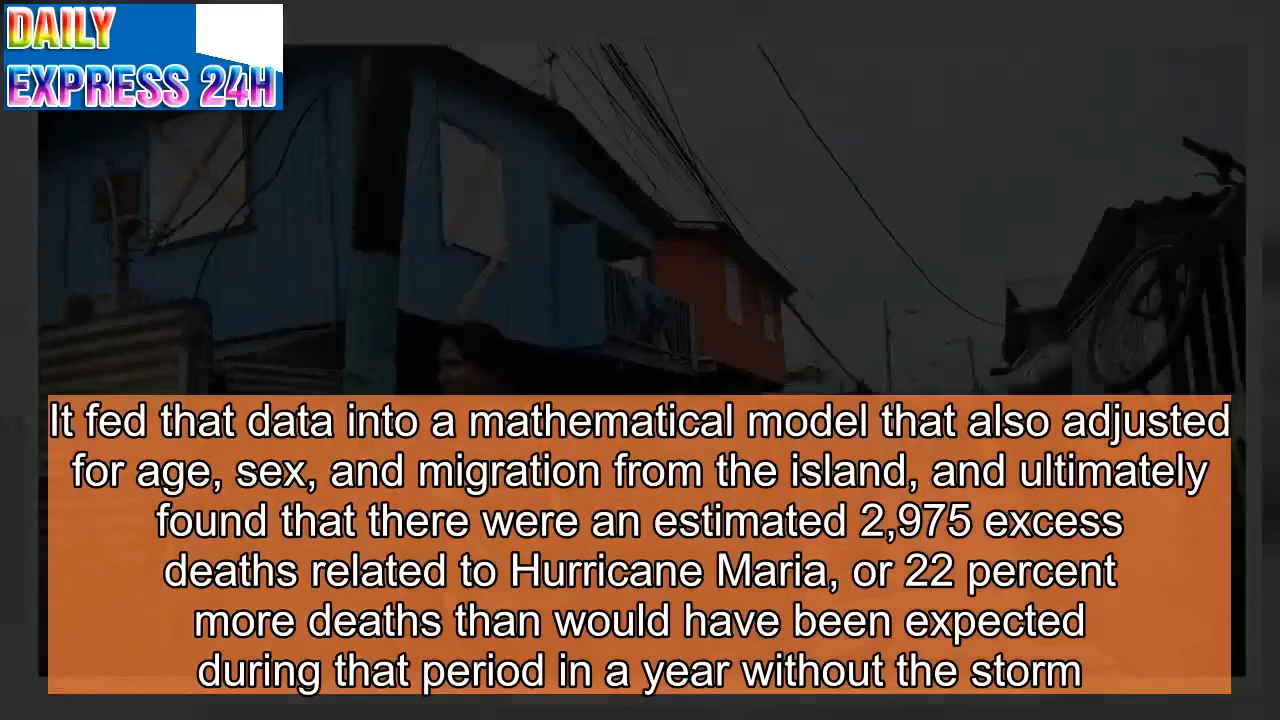 DAILY
EXPRESS 24H
It fed that data into a mathematical model that also adjusted
for age, sex, and migration from the island, and ultimately
found that there were an estimated 2,975 excess
deaths related to Hurricane Maria, or 22 percent
more deaths than would have been expected
during that period in a year without the storm